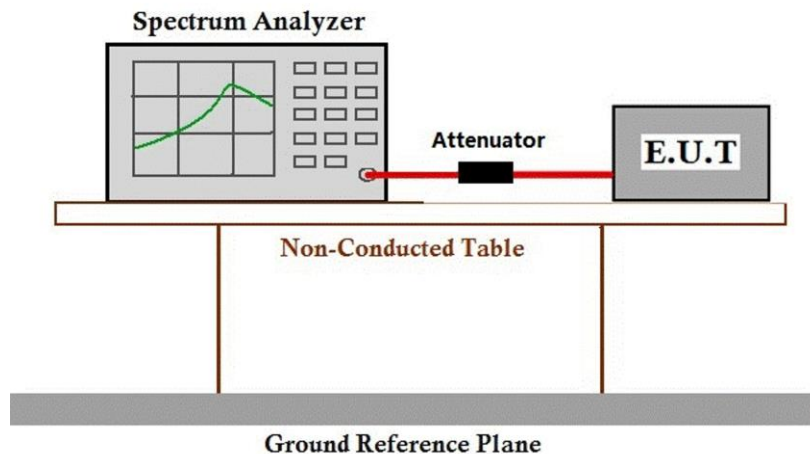 Spectrum Analyzer
Attenuator
E.U.T
Non-Conducted Table
Ground Reference Plane